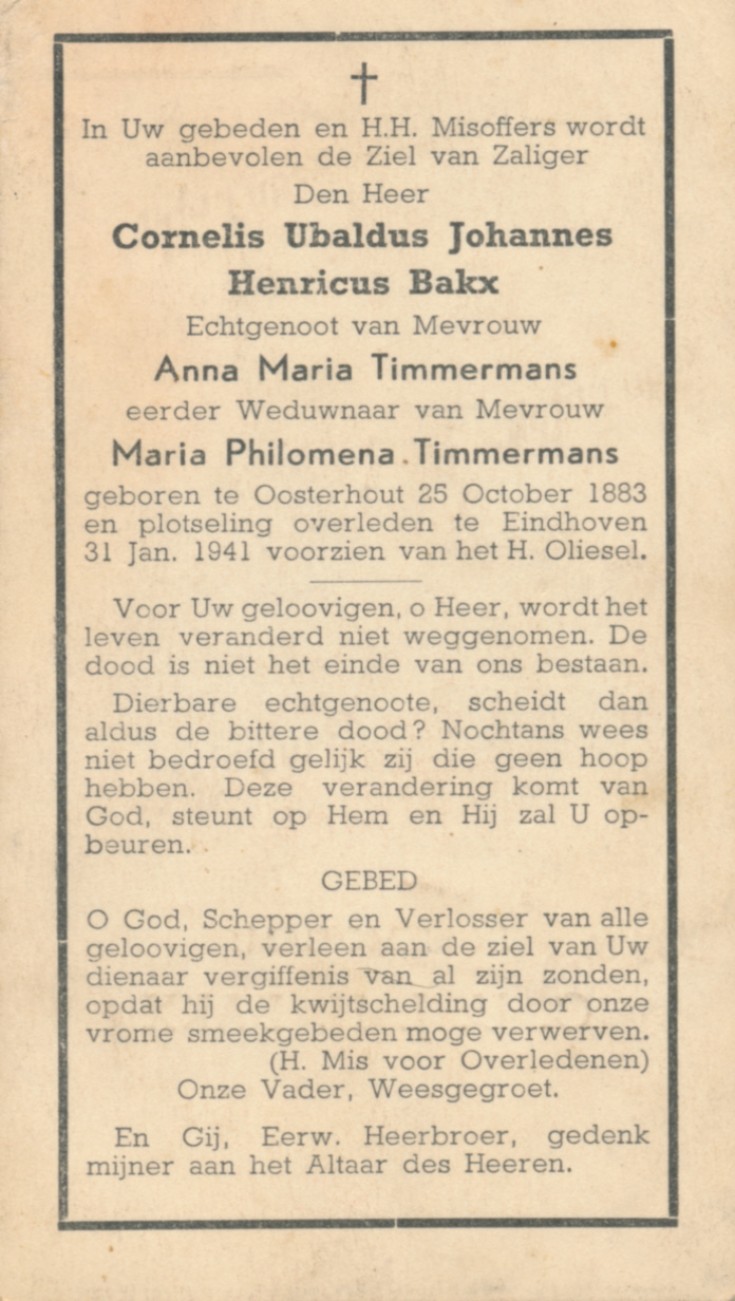 In Uw gebeden en H.H. Misoffers wordt
aanbevolen de Ziel van Zaliger
Den Heer
Cornelis Ubaldus Johannes
Henricus Bakx
Echtgenoot van Mevrouw
Anna Maria Timmermans
eerder Weduwnaar van Mevrouw
Maria Philomena Timmermans
geboren te Oosterhout 25 October 1883
en plotseling overleden te Eindhoven
31 Jan. 1941 voorzien van het H. Oliesel.
Voor Uw geloovigen, o Heer, wordt het
leven veranderd niet weggenomen. De
dood is niet het einde van ons bestaan.
Dierbare echtgenoote, scheidt dan
aldus de bittere dood? Nochtans wees
niet bedroefd gelijk zij die geen hoop
hebben. Deze verandering komt van
God, steunt op Hem en Hij zal U op-
beuren.
GEBED
O God, Schepper en Verlosser van alle
geloovigen, verleen aan de ziel van Uw
dienaar vergiffenis van al zijn zonden,
opdat hij de kwijtschelding door onze
vrome smeekgebeden moge verwerven.
(H. Mis voor Overledenen)
Onze Vader, Weesgegroet.
En Gij, Eerw. Heerbroer, gedenk
mijner aan het Altaar des Heeren.